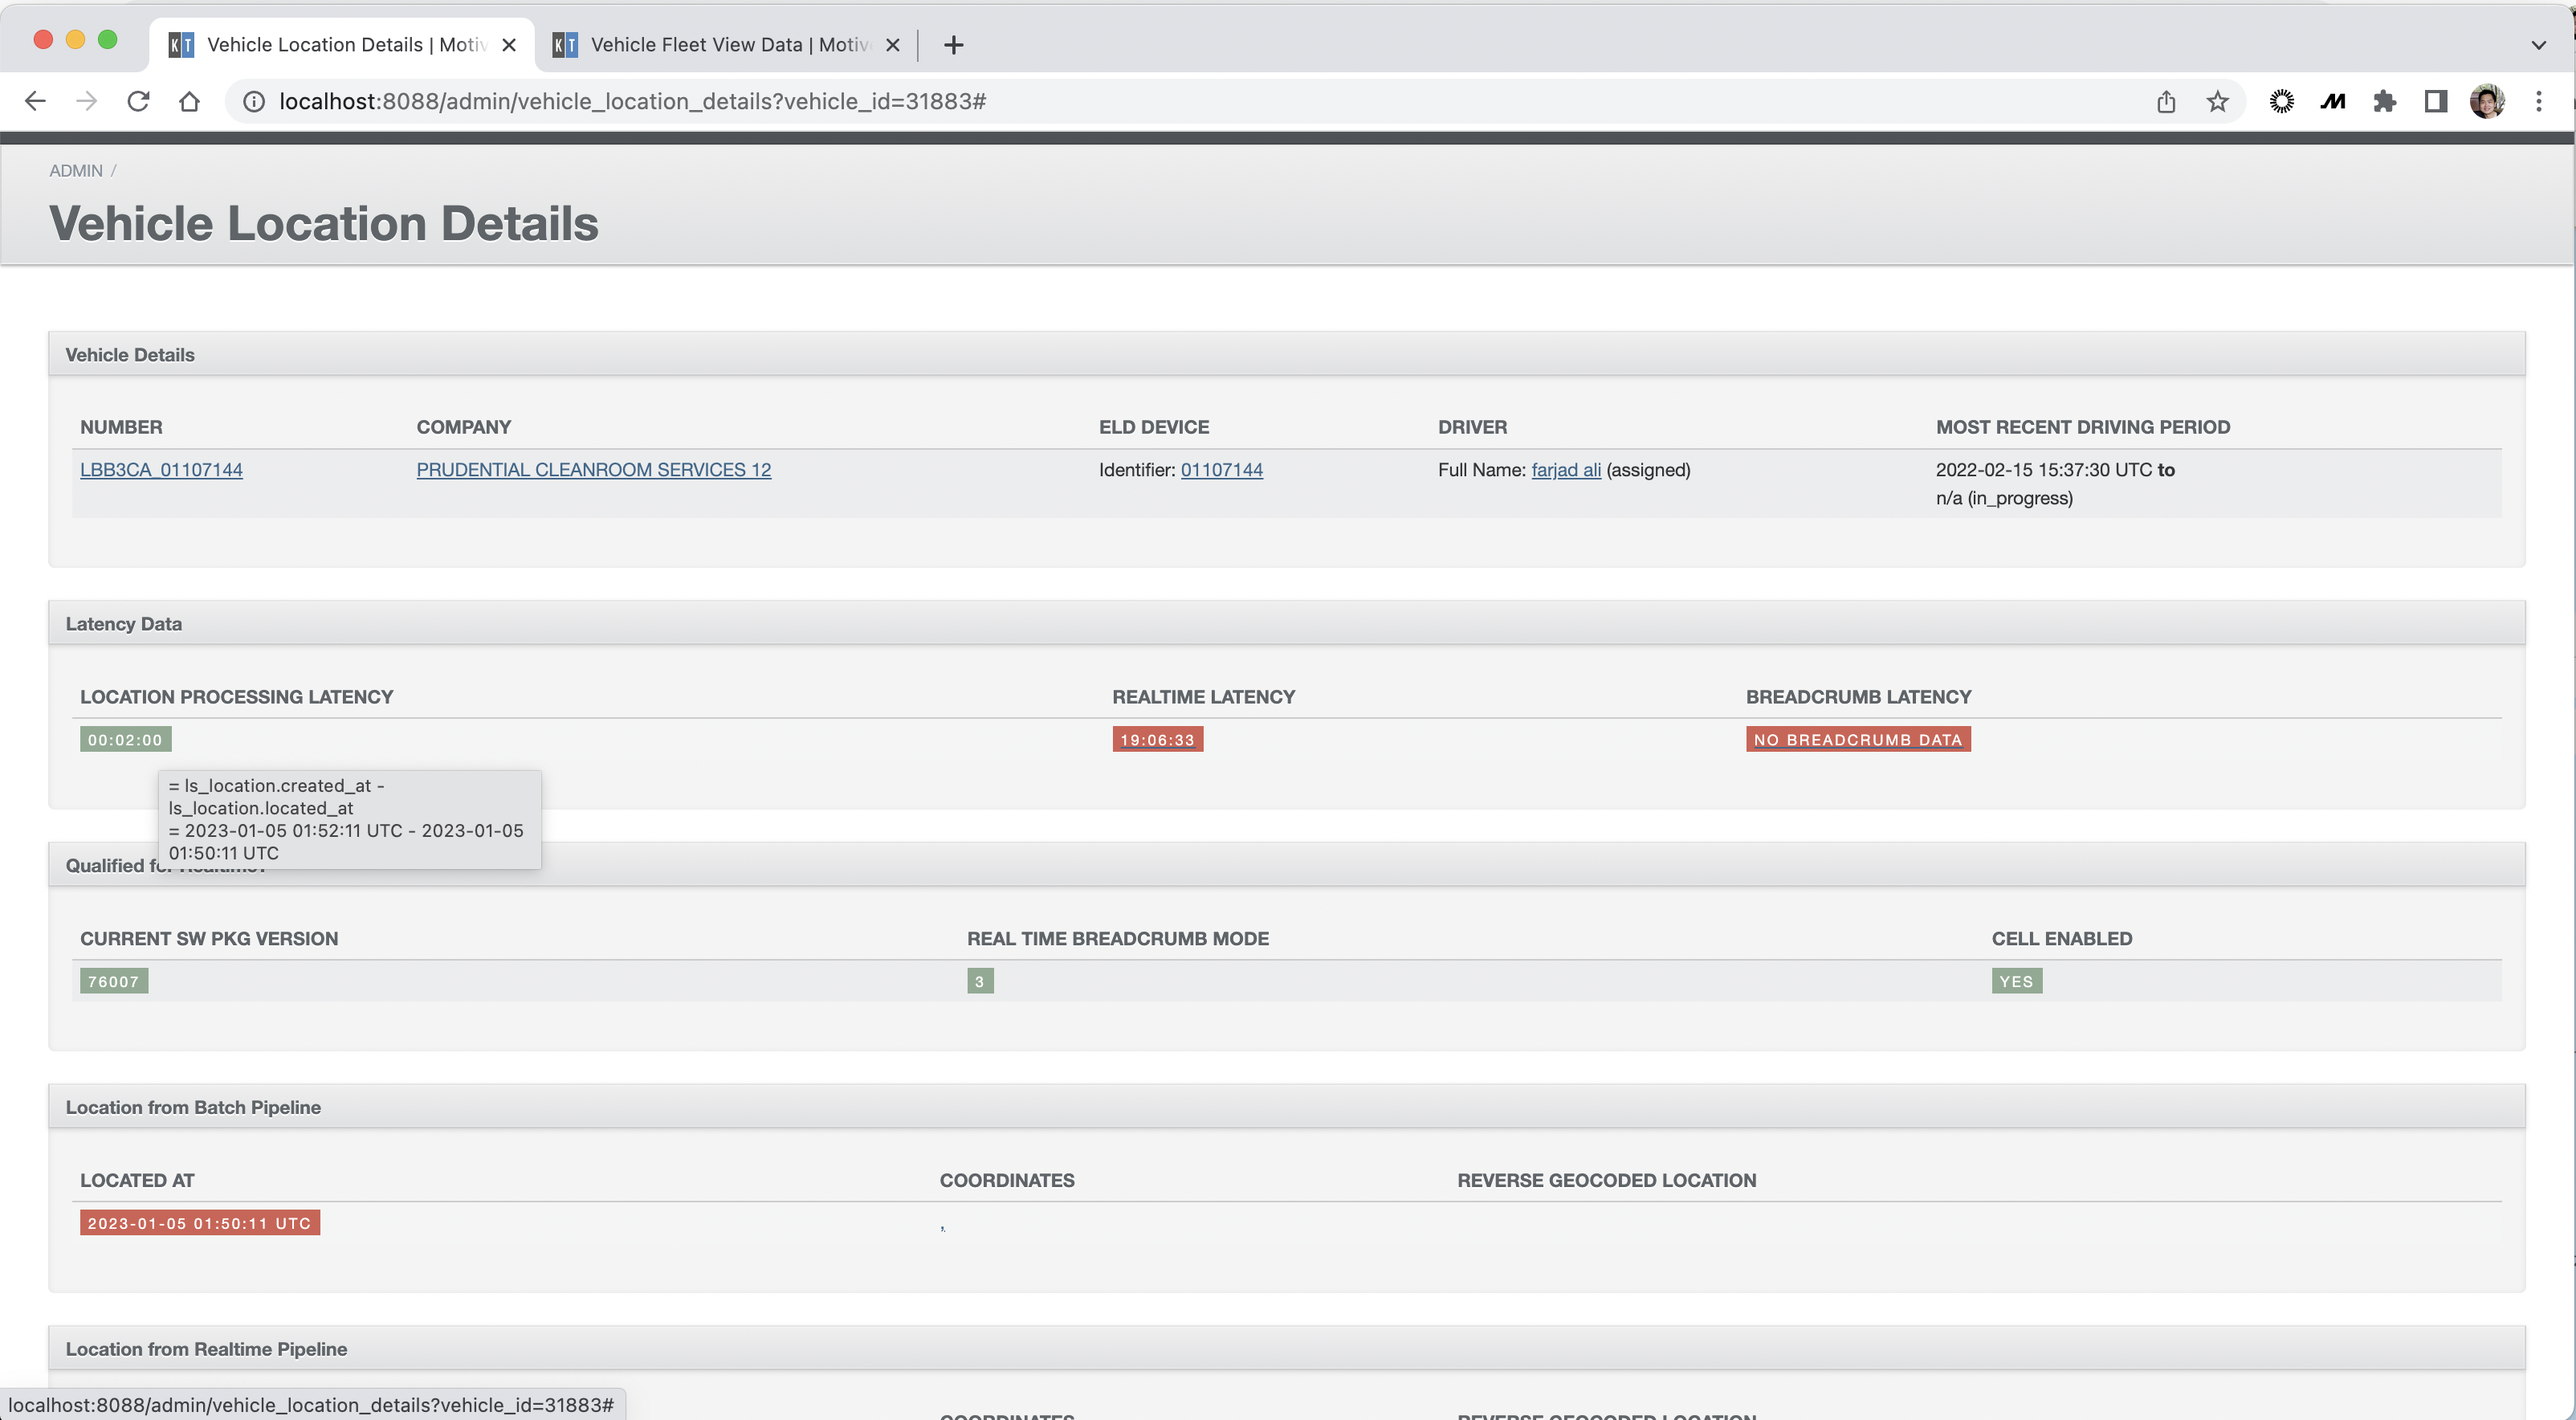 Vehicle Location Details | Motiv
Vehicle Fleet View Data | Motiv
localhost:8088/admin/vehicle_location_details?vehicle_id=31883#
ADMIN /
Vehicle Location Details
Vehicle Details
NUMBER COMPANY ELD DEVICE DRIVER MOST RECENT DRIVING PERIOD
LBB3CA_01107144 PRUDENTIAL CLEANROOM SERVICES 12 Identifier: 01107144 Full Name: farjad ali (assigned) 2022-02-15 15:37:30 UTC to
n/a (in_progress)
Latency Data
LOCATION PROCESSING LATENCY REALTIME LATENCY BREADCRUMB LATENCY
00:02:00 19:06:33 NO BREADCRUMB DATA
= ls_location.created_at -
ls_location.located_at
= 2023-01-05 01:52:11 UTC - 2023-01-05
01:50:11 UTC
Qualified for Realtime?
CURRENT SW PKG VERSION REAL TIME BREADCRUMB MODE CELL ENABLED
76007 3 YES
Location from Batch Pipeline
LOCATED AT COORDINATES REVERSE GEOCODED LOCATION
2023-01-05 01:50:11 UTC ,
Location from Realtime Pipeline
COORDINATES REVERSE GEOCODED LOCATION
localhost:8088/admin/vehicle_location_details?vehicle_id=31883#